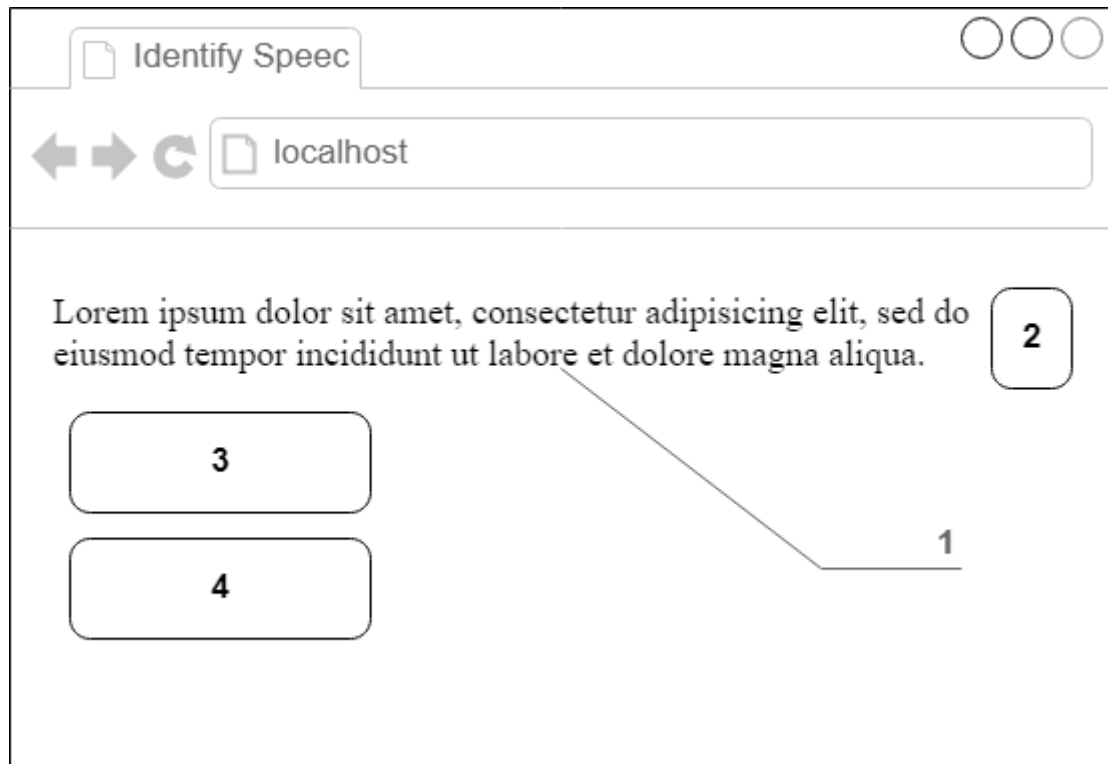 Identify Speec
localhost
Lorem ipsum dolor sit amet, consectetur adipisicing elit, sed do
eiusmod tempor incididunt ut labore et dolore magna aliqua.
2
3
1
4